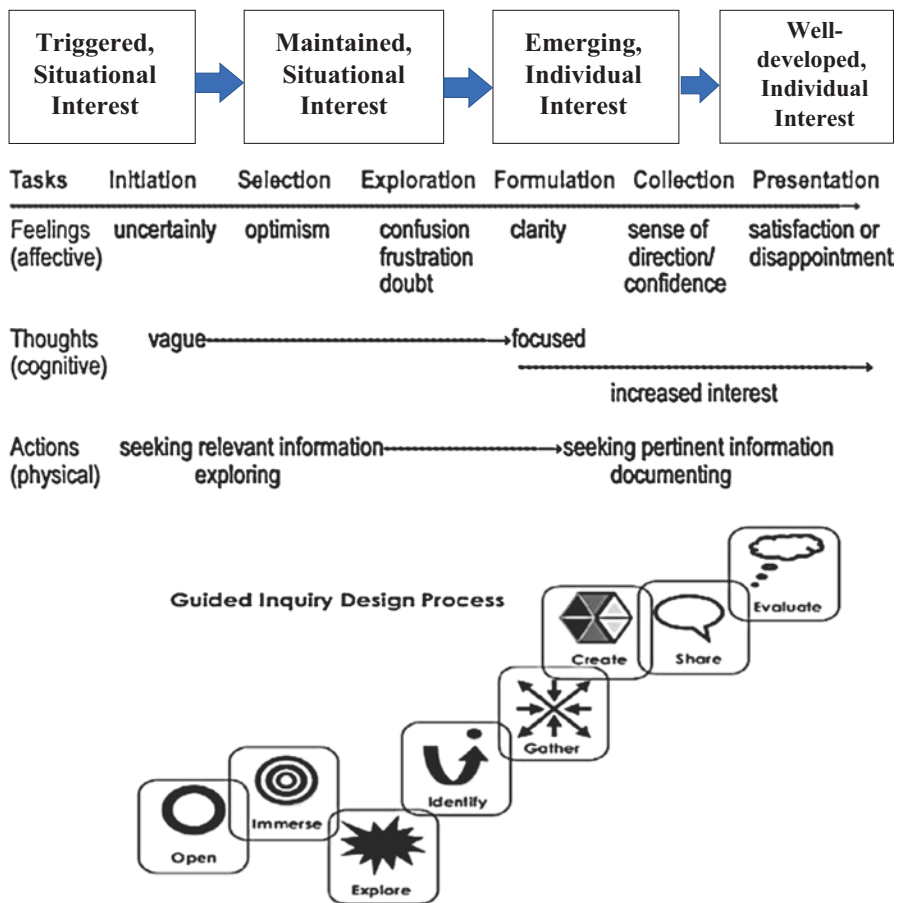 Triggered,
Situational
Interest
Maintained,
Situational
Interest
Emerging,
Individual
Interest
Well-
developed,
Individual
Interest
Tasks Initiation Selection Exploration Formulation Collection Presentation
Feelings uncertainly optimism confusion clarity sense of satisfaction or
(affective) frustration direction/ disappointment
doubt confidence
Thoughts vague focused
(cognitive)
increased interest
Actions seeking relevant information seeking pertinent information
(physical) exploring documenting
Guided Inquiry Design Process
Open
Immerse
Explore
Identify
Gather
Create
Share
Evaluate